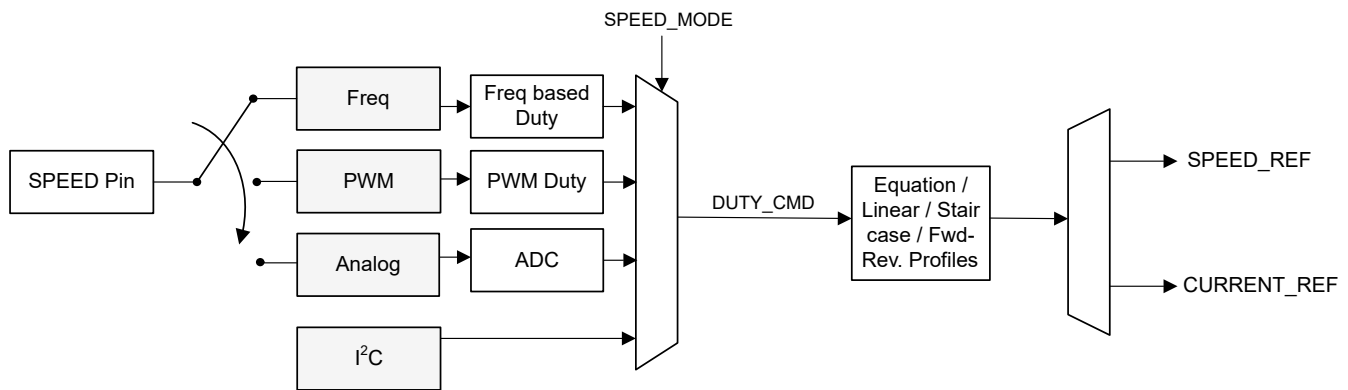 SPEED_MODE
Freq
Freq based
Duty
SPEED Pin
PWM
PWM Duty
Analog
ADC
I²C
DUTY_CMD
Equation /
Linear / Stair
case / Fwd-
Rev. Profiles
SPEED_REF
CURRENT_REF